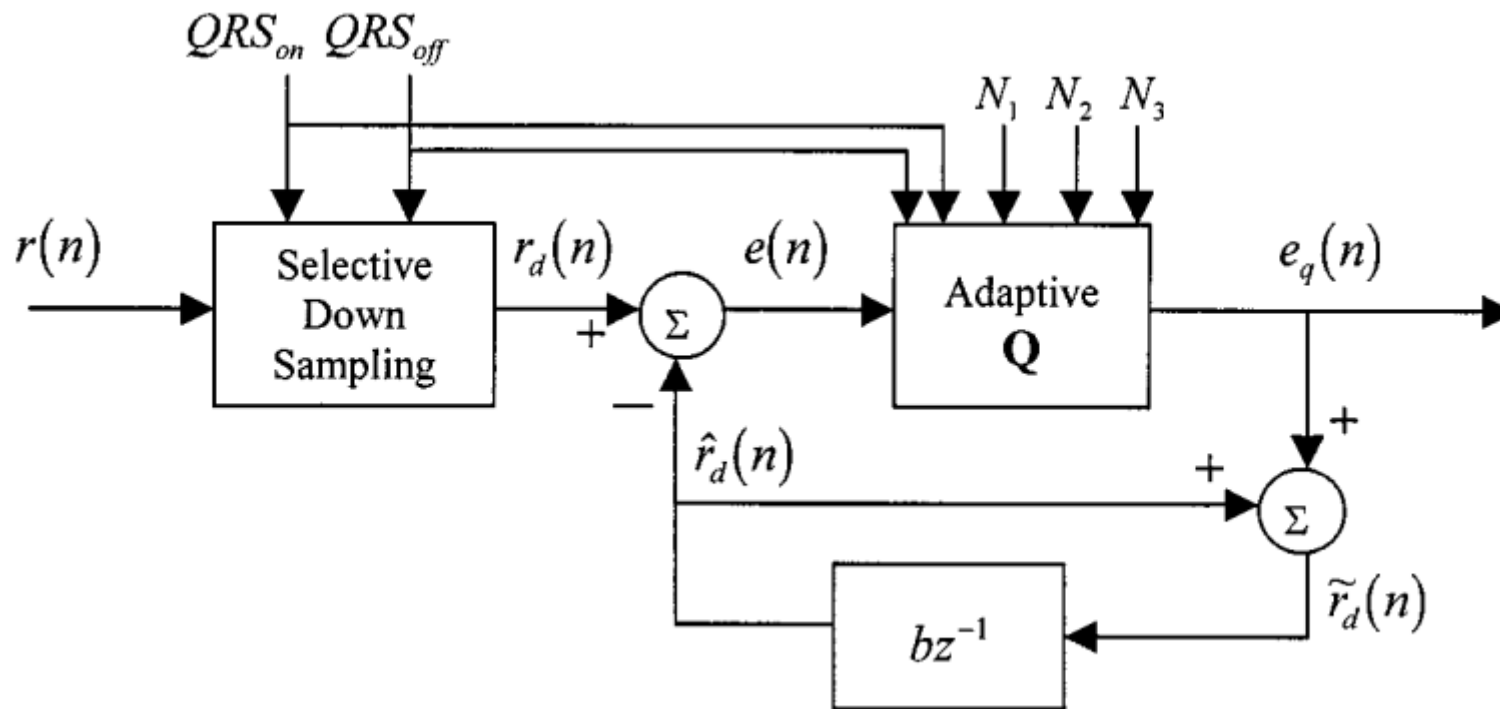 QRS_on QRS_off
N_1 N_2 N_3
r(n)
Selective
Down
Sampling
r_d(n)
+
Σ
−
e(n)
Adaptive
Q
e_q(n)
r̂_d(n)
+
+
Σ
bz^{-1}
r̃_d(n)